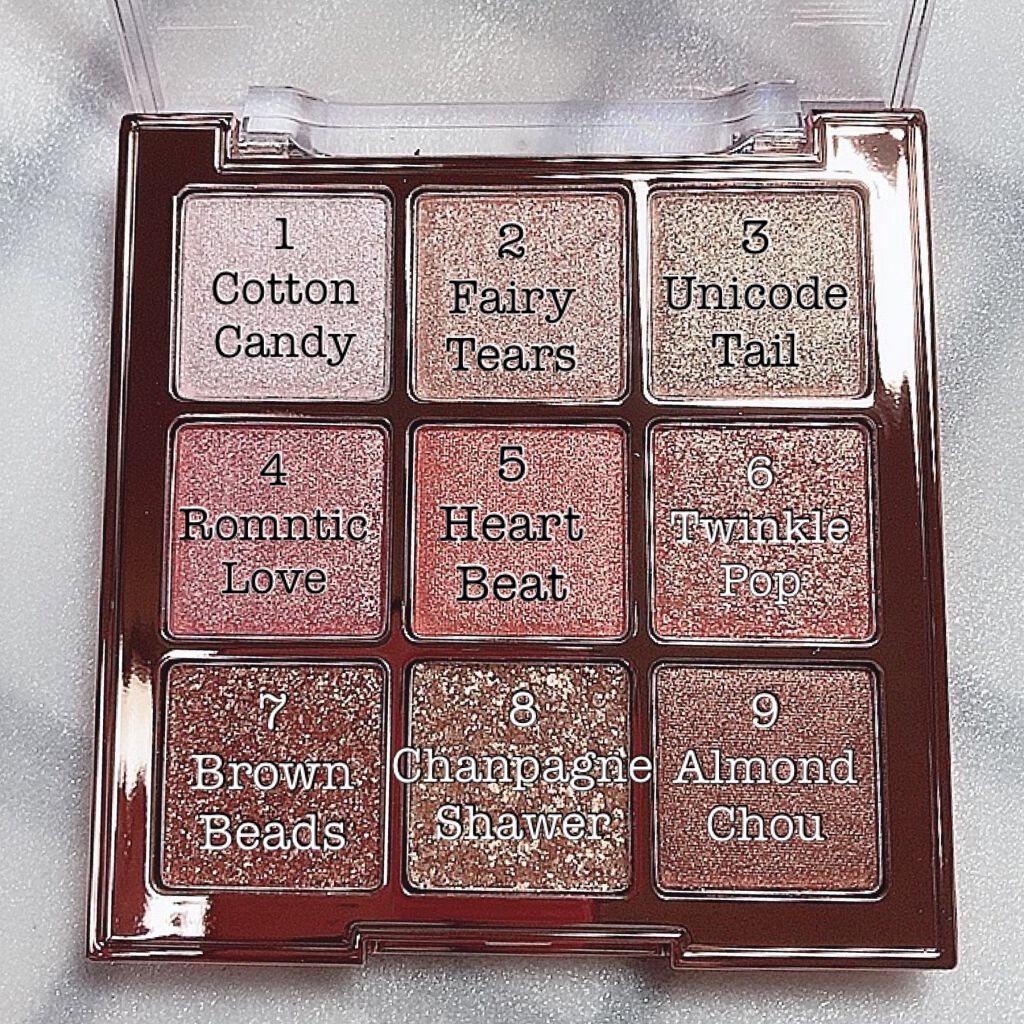 1
Cotton
Candy
2
Fairy
Tears
3
Unicode
Tail
4
Romntic
Love
5
Heart
Beat
6
Twinkle
Pop
7
Brown
Beads
8
Chanpagne
Shawer
9
Almond
Chou